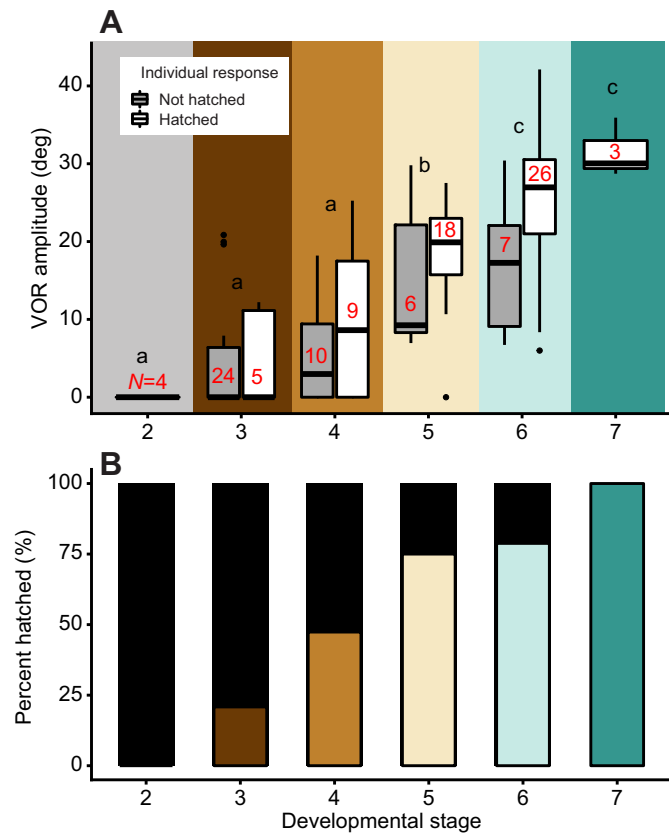 A
VOR amplitude (deg)
40
30
20
10
0
Individual response
Not hatched
Hatched
a
N=4
a
24
5
a
10
9
b
6
18
c
7
26
c
3
2
3
4
5
6
7
B
Percent hatched (%)
100
75
50
25
0
2
3
4
5
6
7
Developmental stage